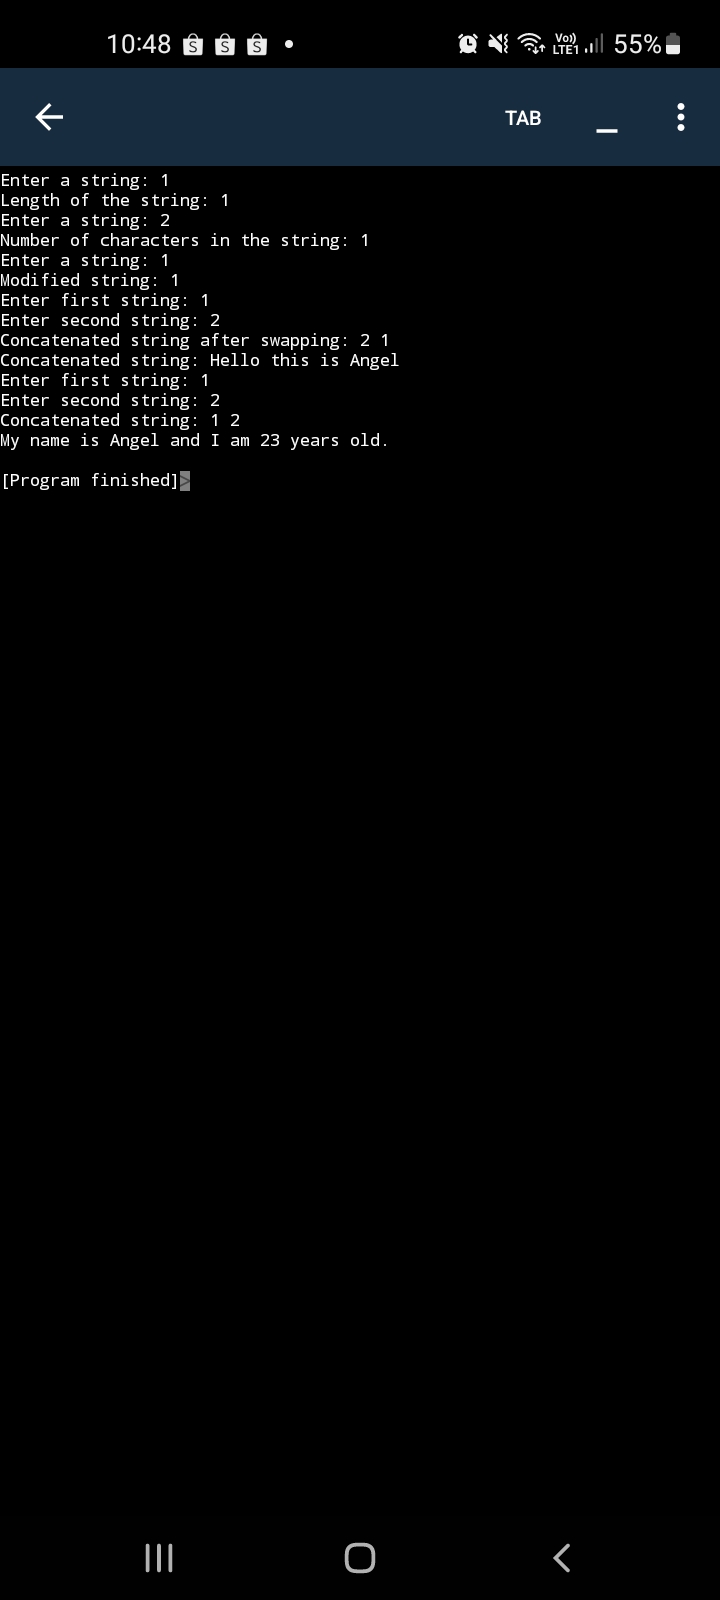 10:48 S S S Vo)) LTE1 55%
TAB
Enter a string: 1
Length of the string: 1
Enter a string: 2
Number of characters in the string: 1
Enter a string: 1
Modified string: 1
Enter first string: 1
Enter second string: 2
Concatenated string after swapping: 2 1
Concatenated string: Hello this is Angel
Enter first string: 1
Enter second string: 2
Concatenated string: 1 2
My name is Angel and I am 23 years old.
[Program finished]>